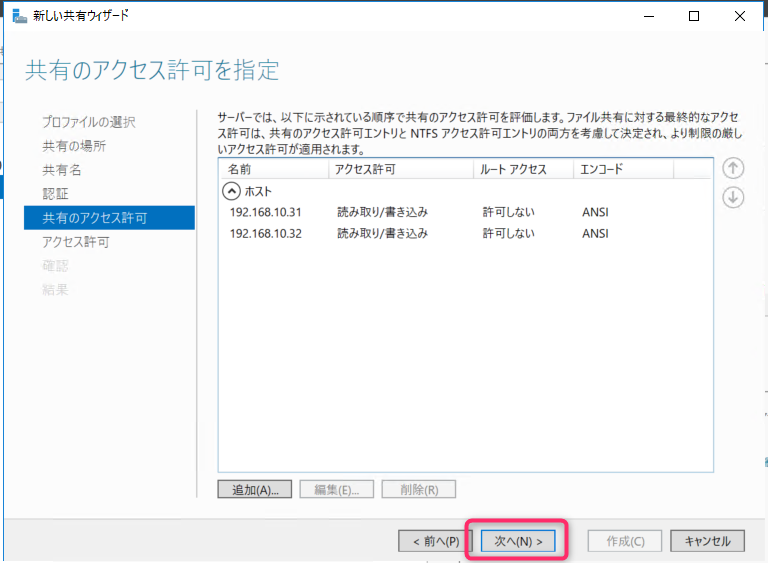 新しい共有ウィザード
共有のアクセス許可を指定
プロファイルの選択
共有の場所
共有名
認証
共有のアクセス許可
アクセス許可
確認
結果
サーバーでは、以下に示されている順序で共有のアクセス許可を評価します。ファイル共有に対する最終的なアクセ
ス許可は、共有のアクセス許可エントリと NTFS アクセス許可エントリの両方を考慮して決定され、より制限の厳し
いアクセス許可が適用されます。
名前 アクセス許可 ルート アクセス エンコード
ホスト
192.168.10.31 読み取り/書き込み 許可しない ANSI
192.168.10.32 読み取り/書き込み 許可しない ANSI
追加(A)... 編集(E)... 削除(R)
< 前へ(P) 次へ(N) > 作成(C) キャンセル